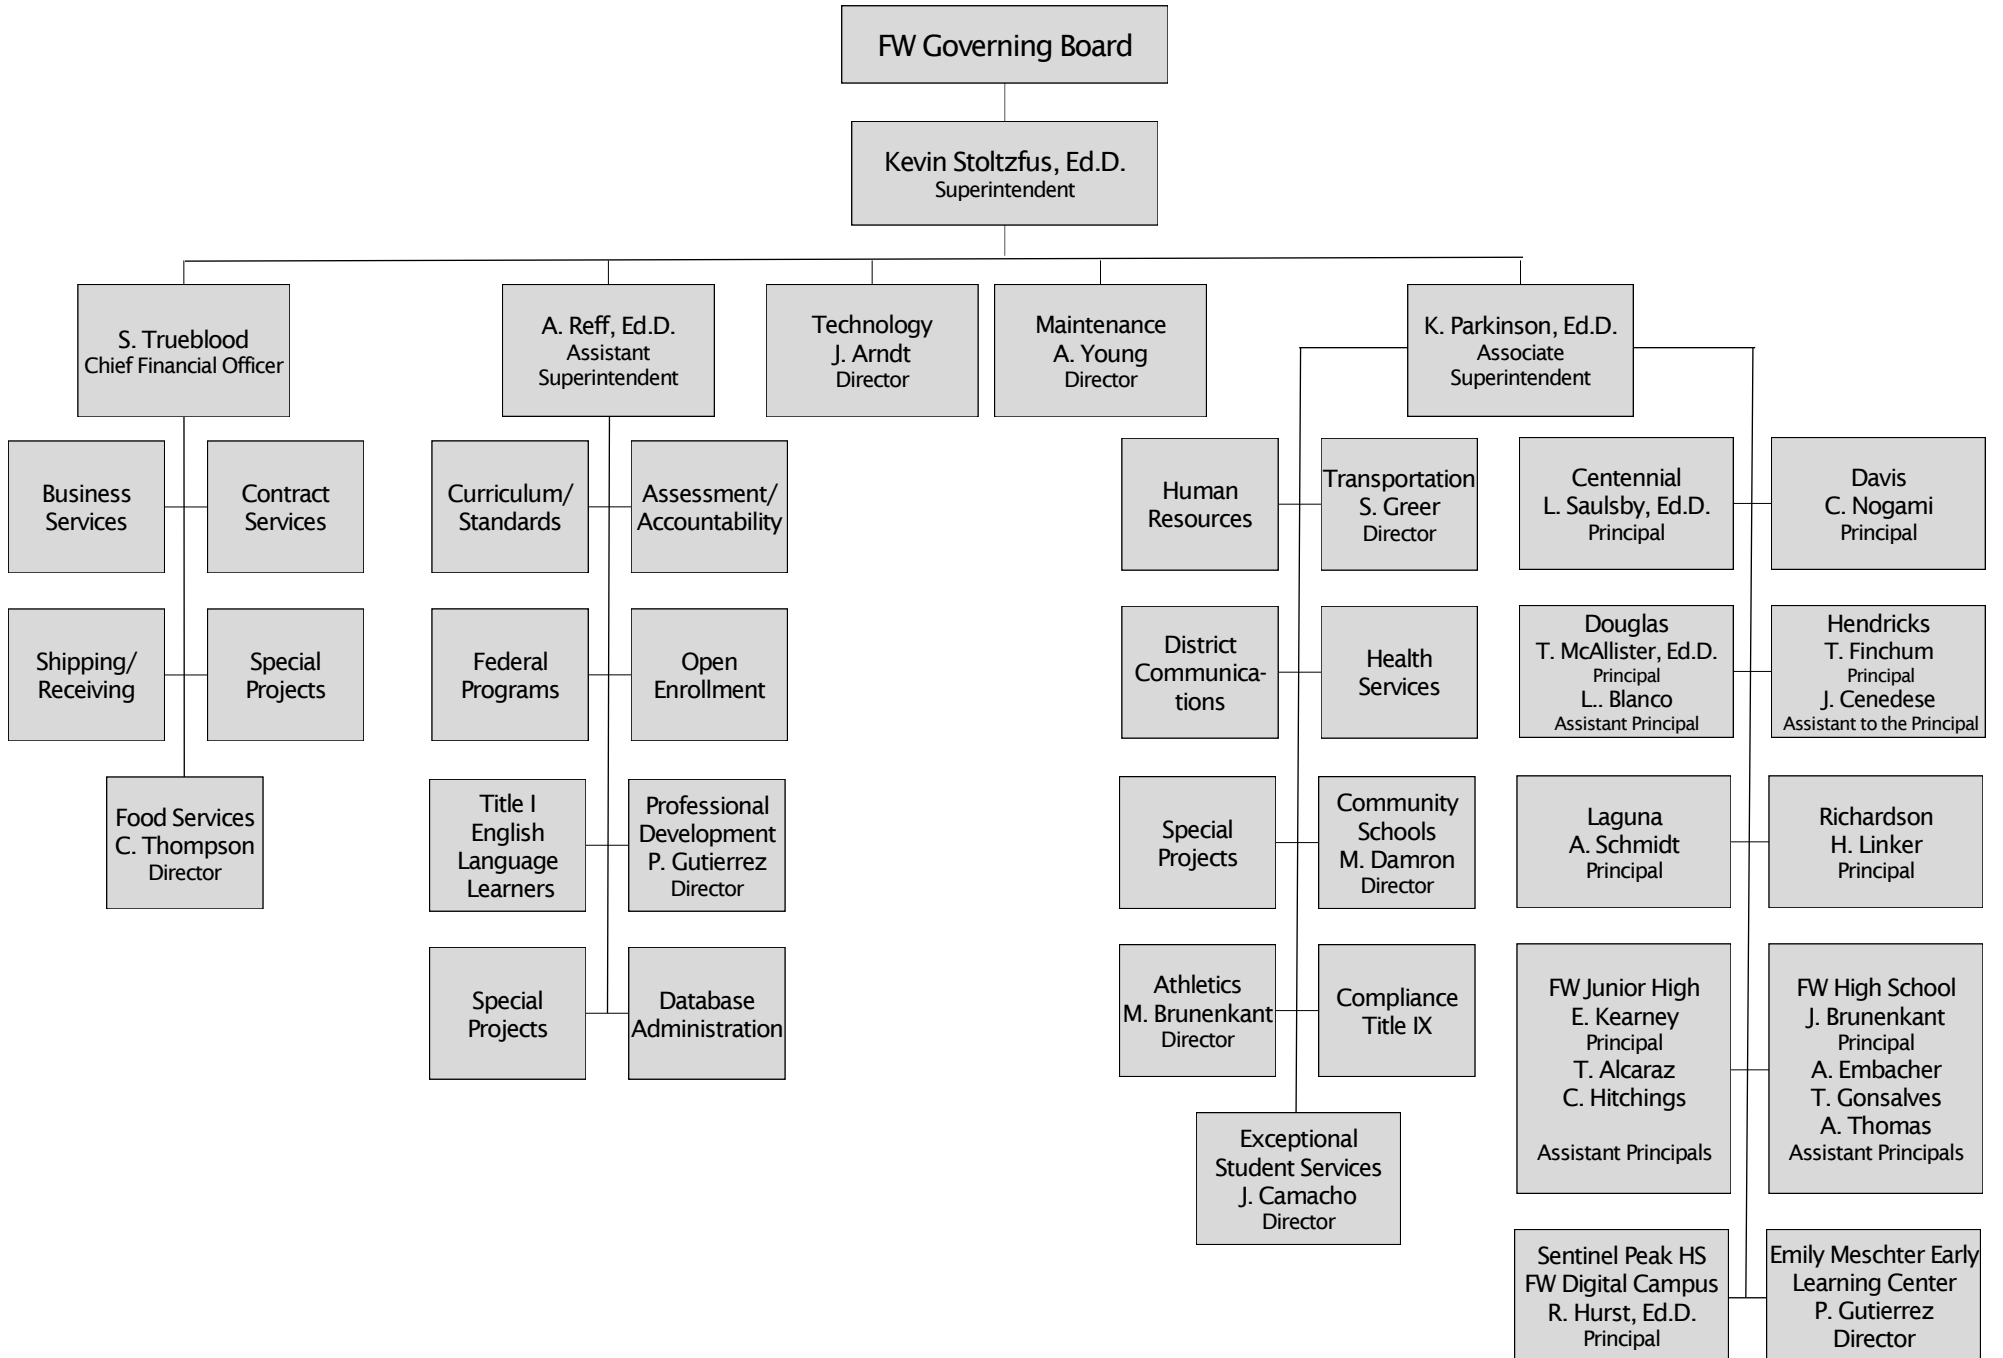 FW Governing Board
Kevin Stoltzfus, Ed.D.
Superintendent
S. Trueblood
Chief Financial Officer
A. Reff, Ed.D.
Assistant
Superintendent
Technology
J. Arndt
Director
Maintenance
A. Young
Director
K. Parkinson, Ed.D.
Associate
Superintendent
Business
Services
Contract
Services
Shipping/
Receiving
Special
Projects
Food Services
C. Thompson
Director
Curriculum/
Standards
Assessment/
Accountability
Federal
Programs
Open
Enrollment
Title I
English
Language
Learners
Professional
Development
P. Gutierrez
Director
Special
Projects
Database
Administration
Human
Resources
Transportation
S. Greer
Director
District
Communica-
tions
Health
Services
Special
Projects
Community
Schools
M. Damron
Director
Athletics
M. Brunenkant
Director
Compliance
Title IX
Exceptional
Student Services
J. Camacho
Director
Centennial
L. Saulsby, Ed.D.
Principal
Davis
C. Nogami
Principal
Douglas
T. McAllister, Ed.D.
Principal
L.. Blanco
Assistant Principal
Hendricks
T. Finchum
Principal
J. Cenedese
Assistant to the Principal
Laguna
A. Schmidt
Principal
Richardson
H. Linker
Principal
FW Junior High
E. Kearney
Principal
T. Alcaraz
C. Hitchings
Assistant Principals
FW High School
J. Brunenkant
Principal
A. Embacher
T. Gonsalves
A. Thomas
Assistant Principals
Sentinel Peak HS
FW Digital Campus
R. Hurst, Ed.D.
Principal
Emily Meschter Early
Learning Center
P. Gutierrez
Director